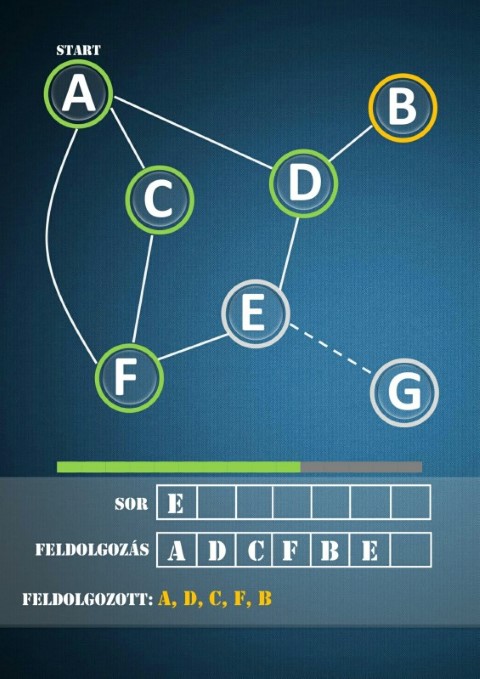 START
A
B
C
D
E
F
G
SOR E
FELDOLGOZÁS A D C F B E
FELDOLGOZOTT: A, D, C, F, B